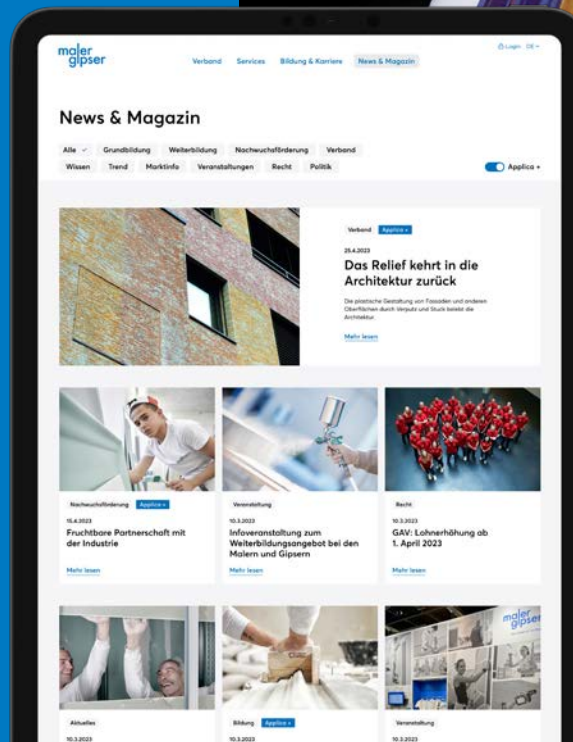 maler
gipser
Verband Services Bildung & Karriere News & Magazin
Login DE
News & Magazin
Alle Grundbildung Weiterbildung Nachwuchsförderung Verband
Wissen Trend Marktinfo Veranstaltungen Recht Politik
Applica +
Verband Applica +
25.4.2023
Das Relief kehrt in die
Architektur zurück
Die plastische Gestaltung von Fassaden und anderen
Oberflächen durch Verputz und Stuck belebt die
Architektur.
Mehr lesen
Nachwuchsförderung Applica +
15.4.2023
Fruchtbare Partnerschaft mit
der Industrie
Mehr lesen
Veranstaltung
10.3.2023
Infoveranstaltung zum
Weiterbildungsangebot bei den
Malern und Gipsern
Mehr lesen
Recht
10.3.2023
GAV: Lohnerhöhung ab
1. April 2023
Mehr lesen
maler
gipser
Aktuelles
10.3.2023
Bildung Applica +
10.3.2023
Veranstaltung
10.3.2023